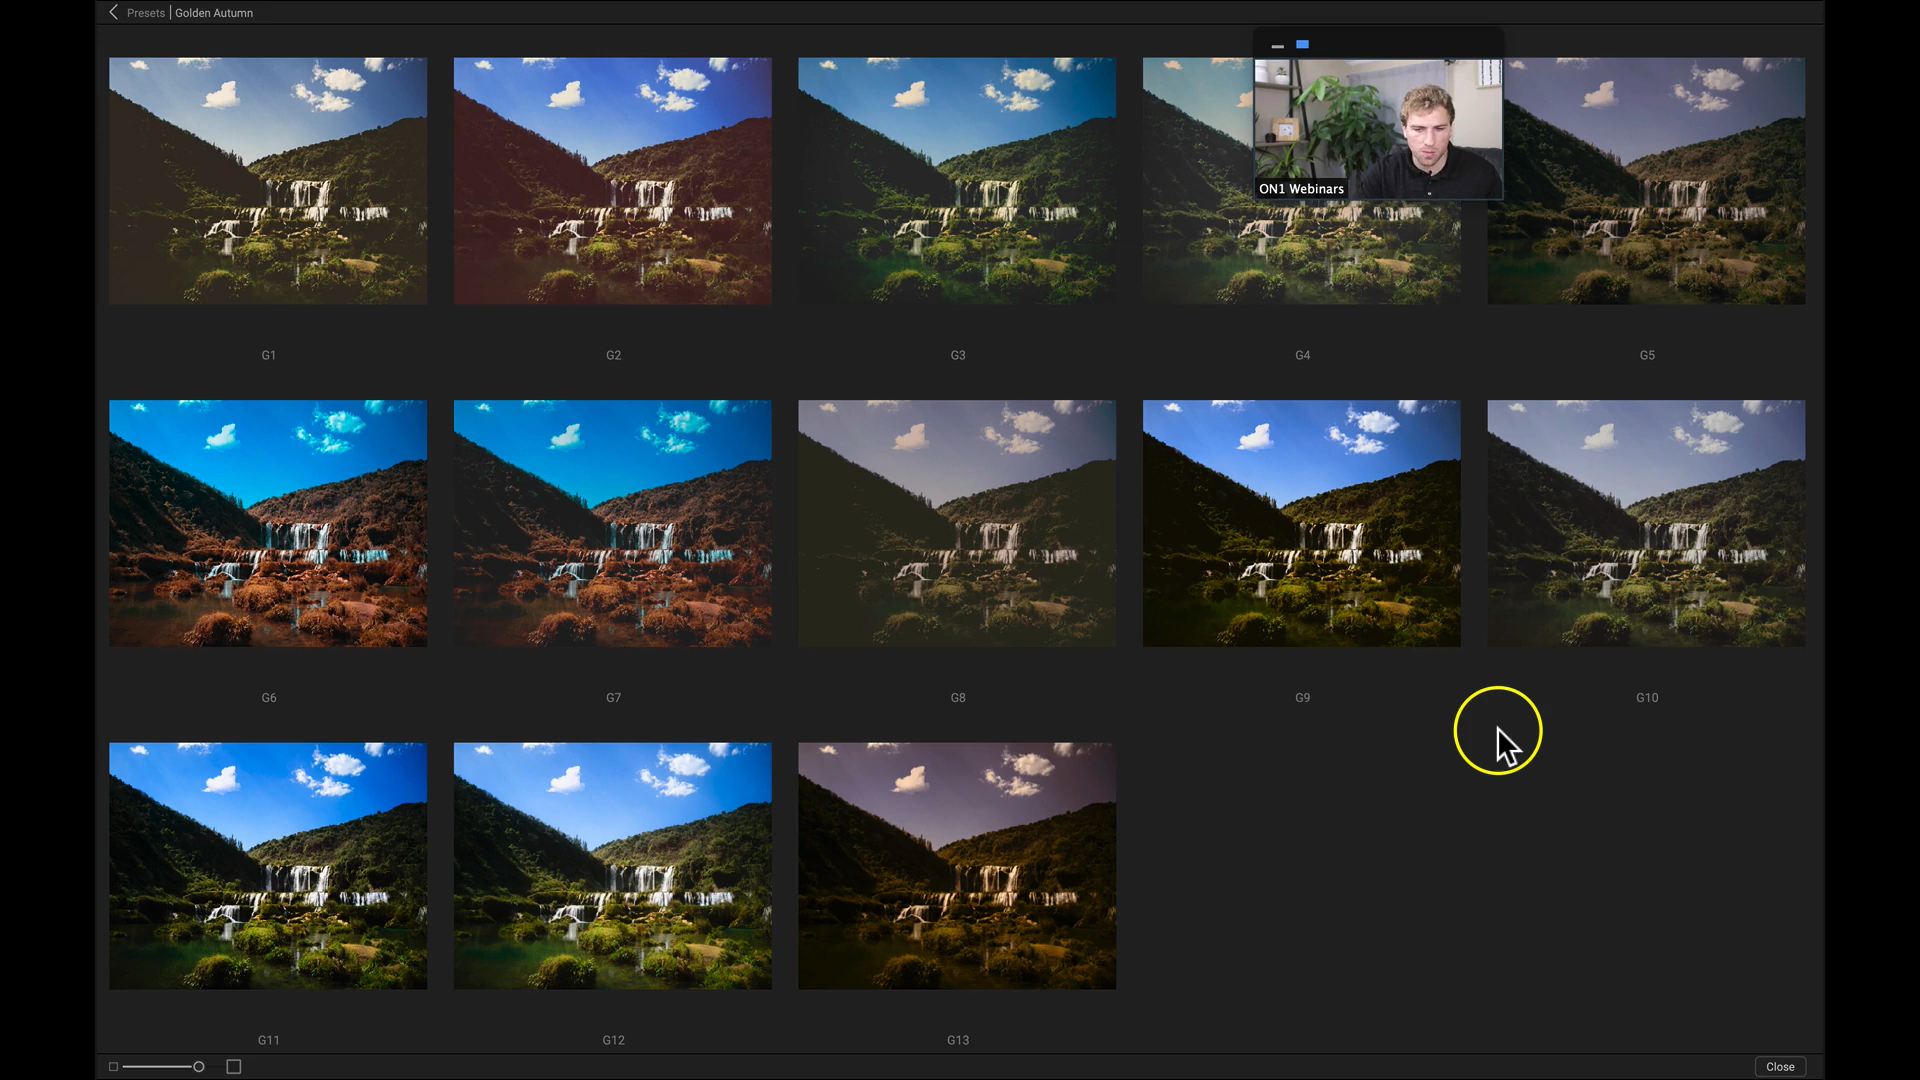 Presets | Golden Autumn
ON1 Webinars
G1
G2
G3
G4
G5
G6
G7
G8
G9
G10
G11
G12
G13
Close